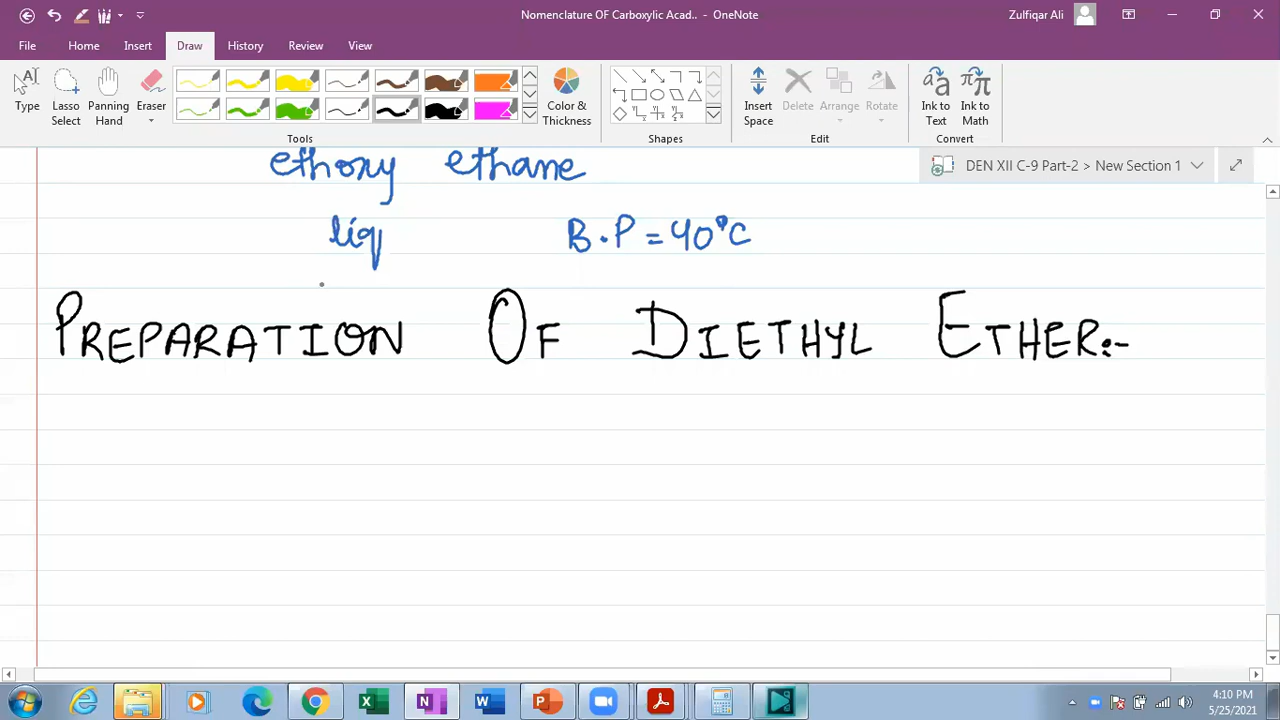 Nomenclature OF Carboxylic Acad.. - OneNote
Zulfiqar Ali
File Home Insert Draw History Review View
Type
Lasso Select
Panning Hand
Eraser
Color & Thickness
Insert Space
Delete
Arrange
Rotate
Ink to Text
Ink to Math
Tools
Shapes
Edit
Convert
DEN XII C-9 Part-2 > New Section 1
ethoxy ethane
liq B.P = 40°C
PREPARATION OF DIETHYL ETHER:-
4:10 PM
5/25/2021